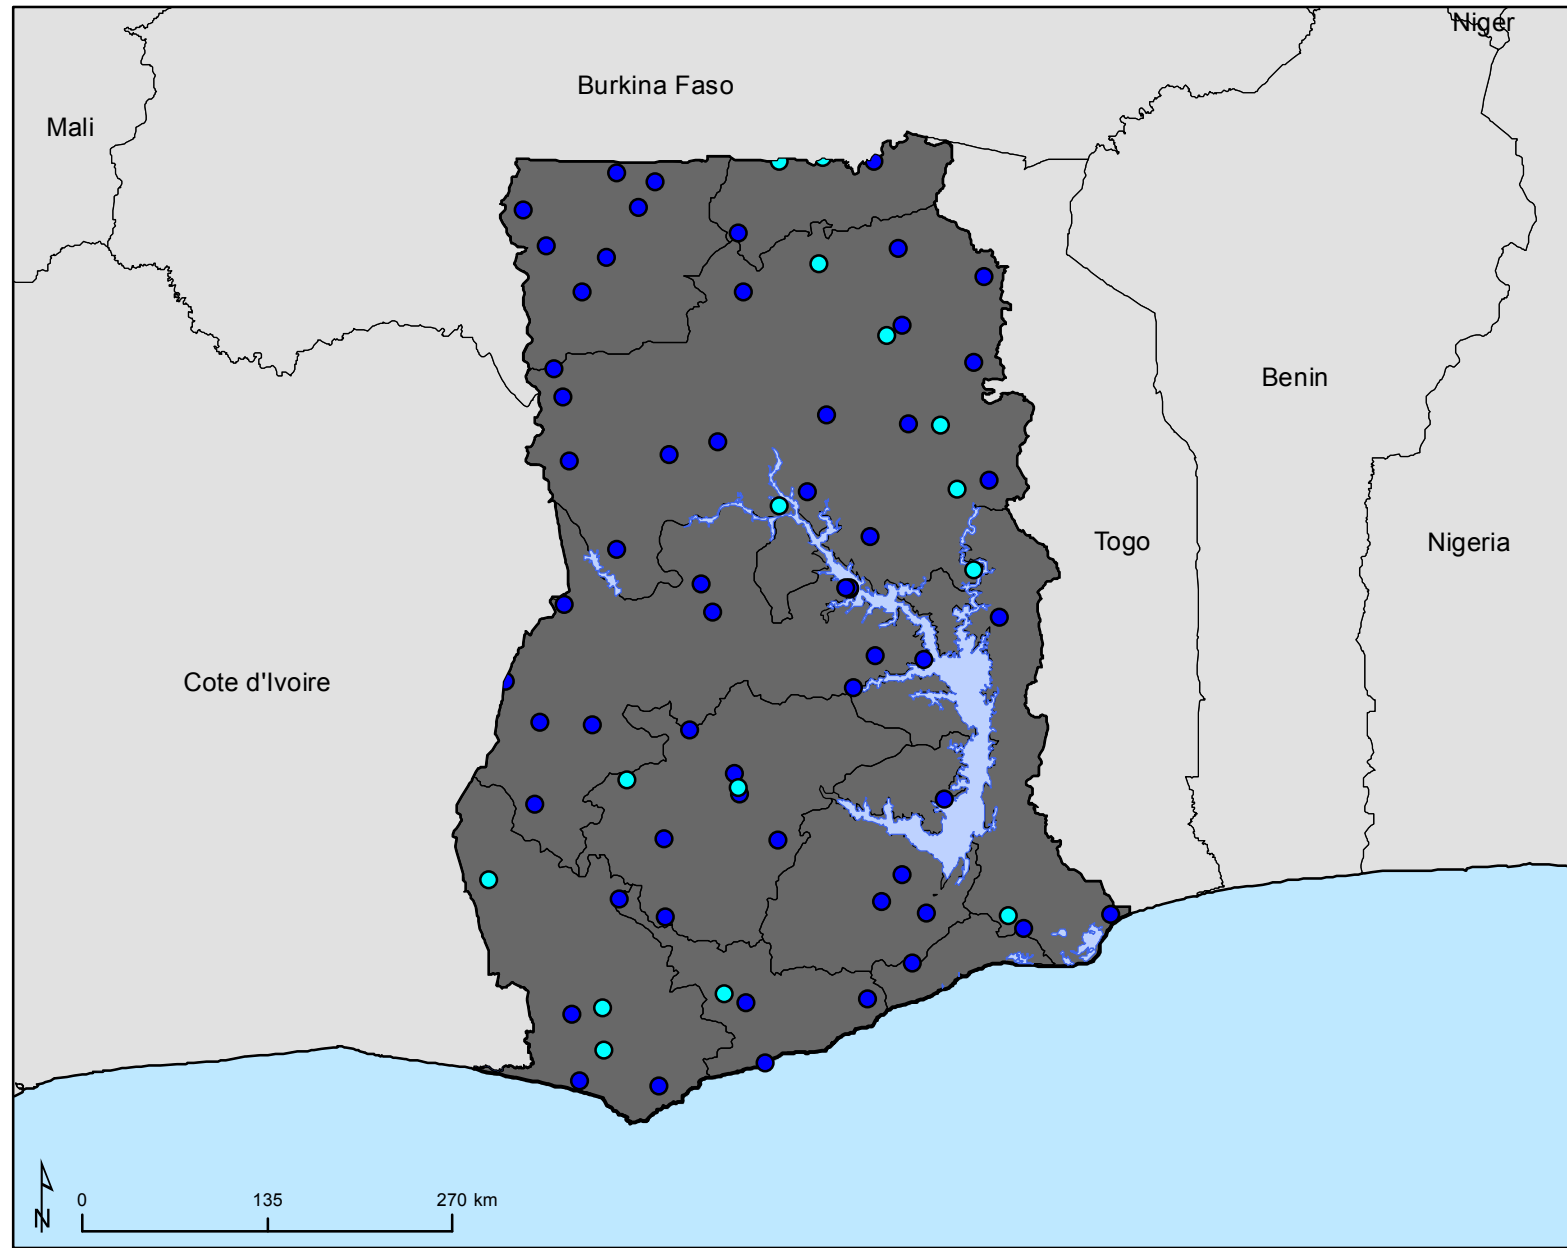 Niger
Burkina Faso
Mali
Benin
Togo
Nigeria
Cote d'Ivoire
N
0 135 270 km